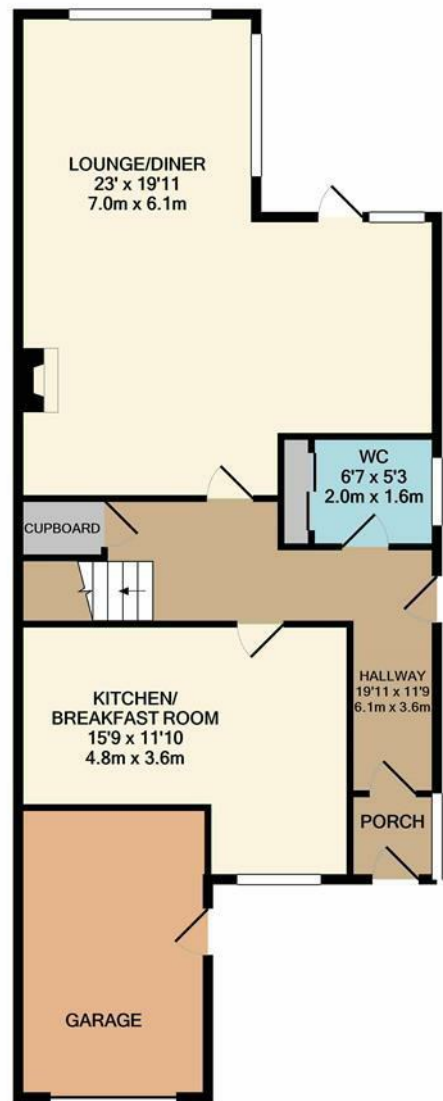 LOUNGE/DINER
23' x 19'11
7.0m x 6.1m
WC
6'7 x 5'3
2.0m x 1.6m
CUPBOARD
HALLWAY
19'11 x 11'9
6.1m x 3.6m
KITCHEN/
BREAKFAST ROOM
15'9 x 11'10
4.8m x 3.6m
PORCH
GARAGE